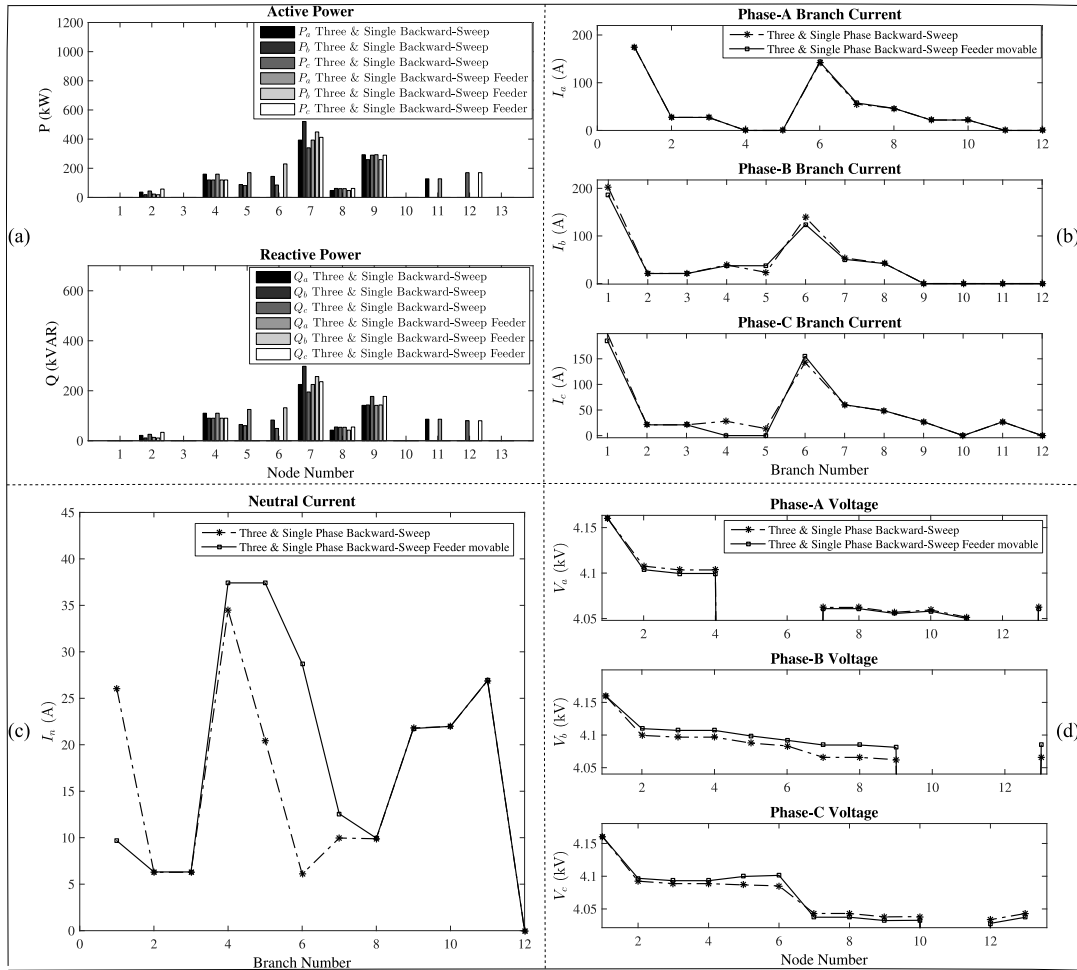 Active Power
1200
1000
800
600
400
200
0
P (kW)
P_a Three & Single Backward-Sweep
P_b Three & Single Backward-Sweep
P_c Three & Single Backward-Sweep
P_a Three & Single Backward-Sweep Feeder
P_b Three & Single Backward-Sweep Feeder
P_c Three & Single Backward-Sweep Feeder
1 2 3 4 5 6 7 8 9 10 11 12 13
(a)
Reactive Power
600
400
200
0
Q (kVAR)
Q_a Three & Single Backward-Sweep
Q_b Three & Single Backward-Sweep
Q_c Three & Single Backward-Sweep
Q_a Three & Single Backward-Sweep Feeder
Q_b Three & Single Backward-Sweep Feeder
Q_c Three & Single Backward-Sweep Feeder
1 2 3 4 5 6 7 8 9 10 11 12 13
Node Number
Phase-A Branch Current
200
100
0
I_a (A)
Three & Single Phase Backward-Sweep
Three & Single Phase Backward-Sweep Feeder movable
0 2 4 6 8 10 12
Phase-B Branch Current
200
100
0
I_b (A)
1 2 3 4 5 6 7 8 9 10 11 12
(b)
Phase-C Branch Current
150
100
50
0
I_c (A)
1 2 3 4 5 6 7 8 9 10 11 12
Branch Number
Neutral Current
45
40
35
30
25
20
15
10
5
0
I_n (A)
Three & Single Phase Backward-Sweep
Three & Single Phase Backward-Sweep Feeder movable
0 2 4 6 8 10 12
Branch Number
(c)
Phase-A Voltage
4.15
4.1
4.05
V_a (kV)
Three & Single Phase Backward-Sweep
Three & Single Phase Backward-Sweep Feeder movable
2 4 6 8 10 12
Phase-B Voltage
4.15
4.1
4.05
V_b (kV)
2 4 6 8 10 12
(d)
Phase-C Voltage
4.15
4.1
4.05
V_c (kV)
2 4 6 8 10 12
Node Number